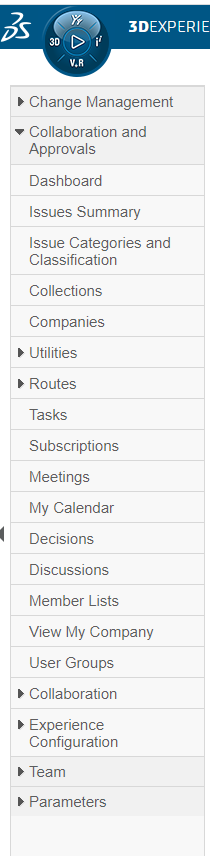 3DEXPERIE
3D
i
V.R
Change Management
Collaboration and
Approvals
Dashboard
Issues Summary
Issue Categories and
Classification
Collections
Companies
Utilities
Routes
Tasks
Subscriptions
Meetings
My Calendar
Decisions
Discussions
Member Lists
View My Company
User Groups
Collaboration
Experience
Configuration
Team
Parameters